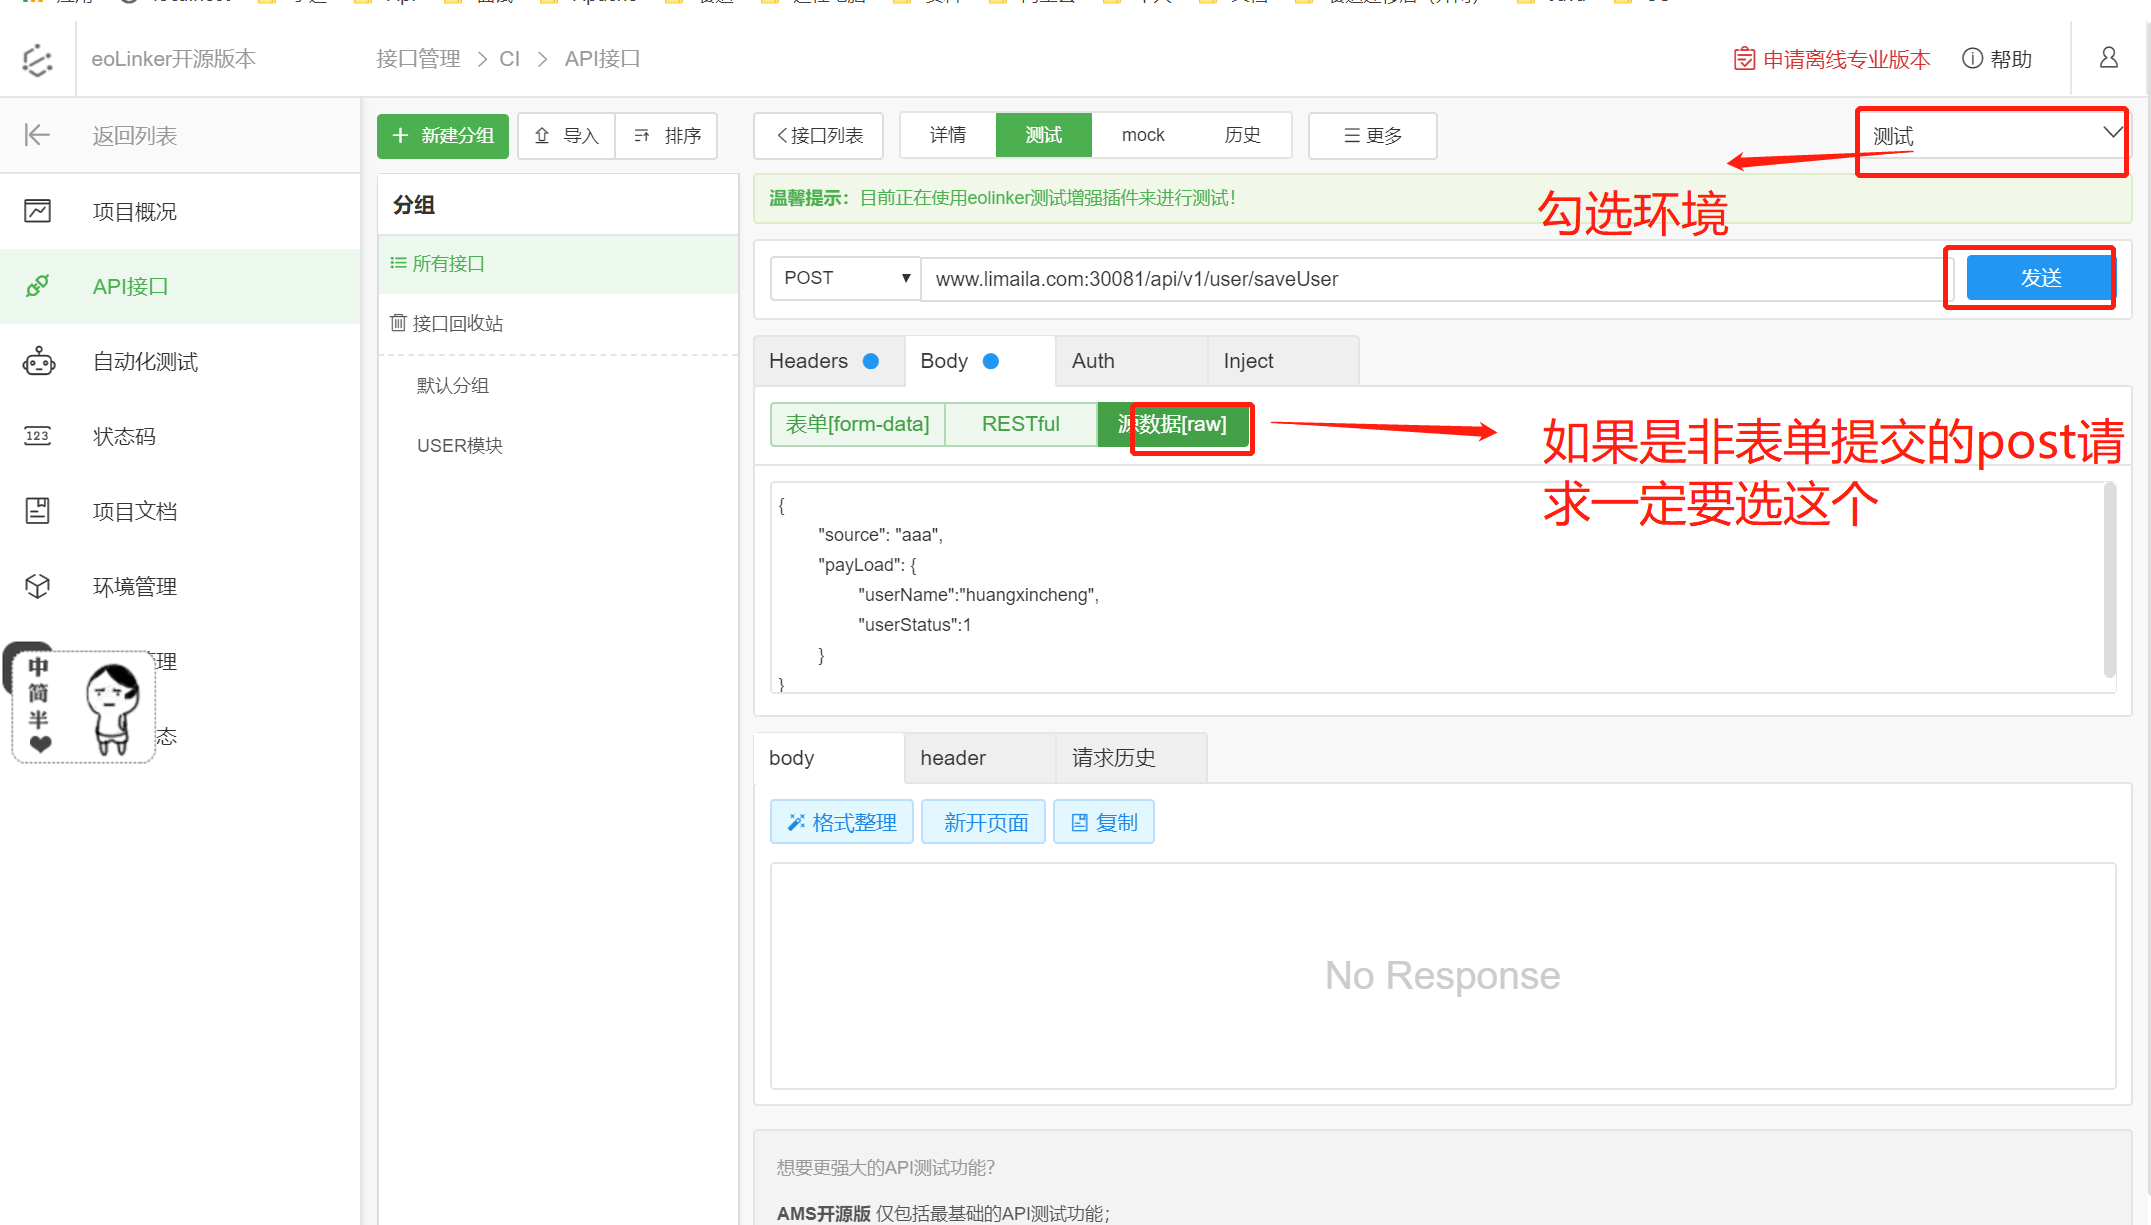 eoLinker开源版本
接口管理 > CI > API接口
申请离线专业版本
帮助
返回列表
项目概况
API接口
自动化测试
状态码
项目文档
环境管理
理
态
中
简
半
+ 新建分组
导入
排序
分组
所有接口
接口回收站
默认分组
USER模块
<接口列表
详情
测试
mock
历史
更多
测试
温馨提示：目前正在使用eolinker测试增强插件来进行测试！
勾选环境
POST
www.limaila.com:30081/api/v1/user/saveUser
发送
Headers
Body
Auth
Inject
表单[form-data]
RESTful
源数据[raw]
如果是非表单提交的post请
求一定要选这个
{
"source": "aaa",
"payLoad": {
"userName":"huangxincheng",
"userStatus":1
}
}
body
header
请求历史
格式整理
新开页面
复制
No Response
想要更强大的API测试功能？
AMS开源版 仅包括最基础的API测试功能；